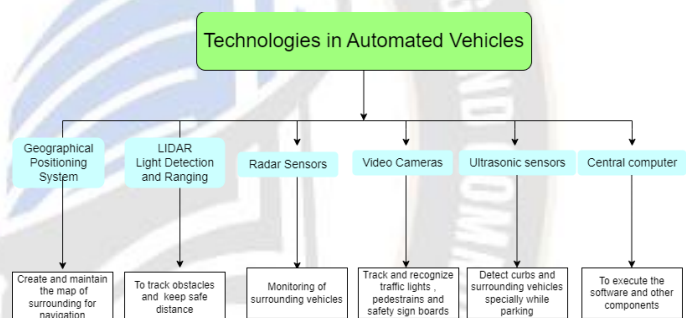 Technologies in Automated Vehicles
Geographical
Positioning
System
LIDAR
Light Detection
and Ranging
Radar Sensors
Video Cameras
Ultrasonic sensors
Central computer
Create and maintain
the map of
surrounding for
navigation
To track obstacles
and keep safe
distance
Monitoring of
surrounding vehicles
Track and recognize
traffic lights ,
pedestrains and
safety sign boards
Detect curbs and
surrounding vehicles
specially while
parking
To execute the
software and other
components